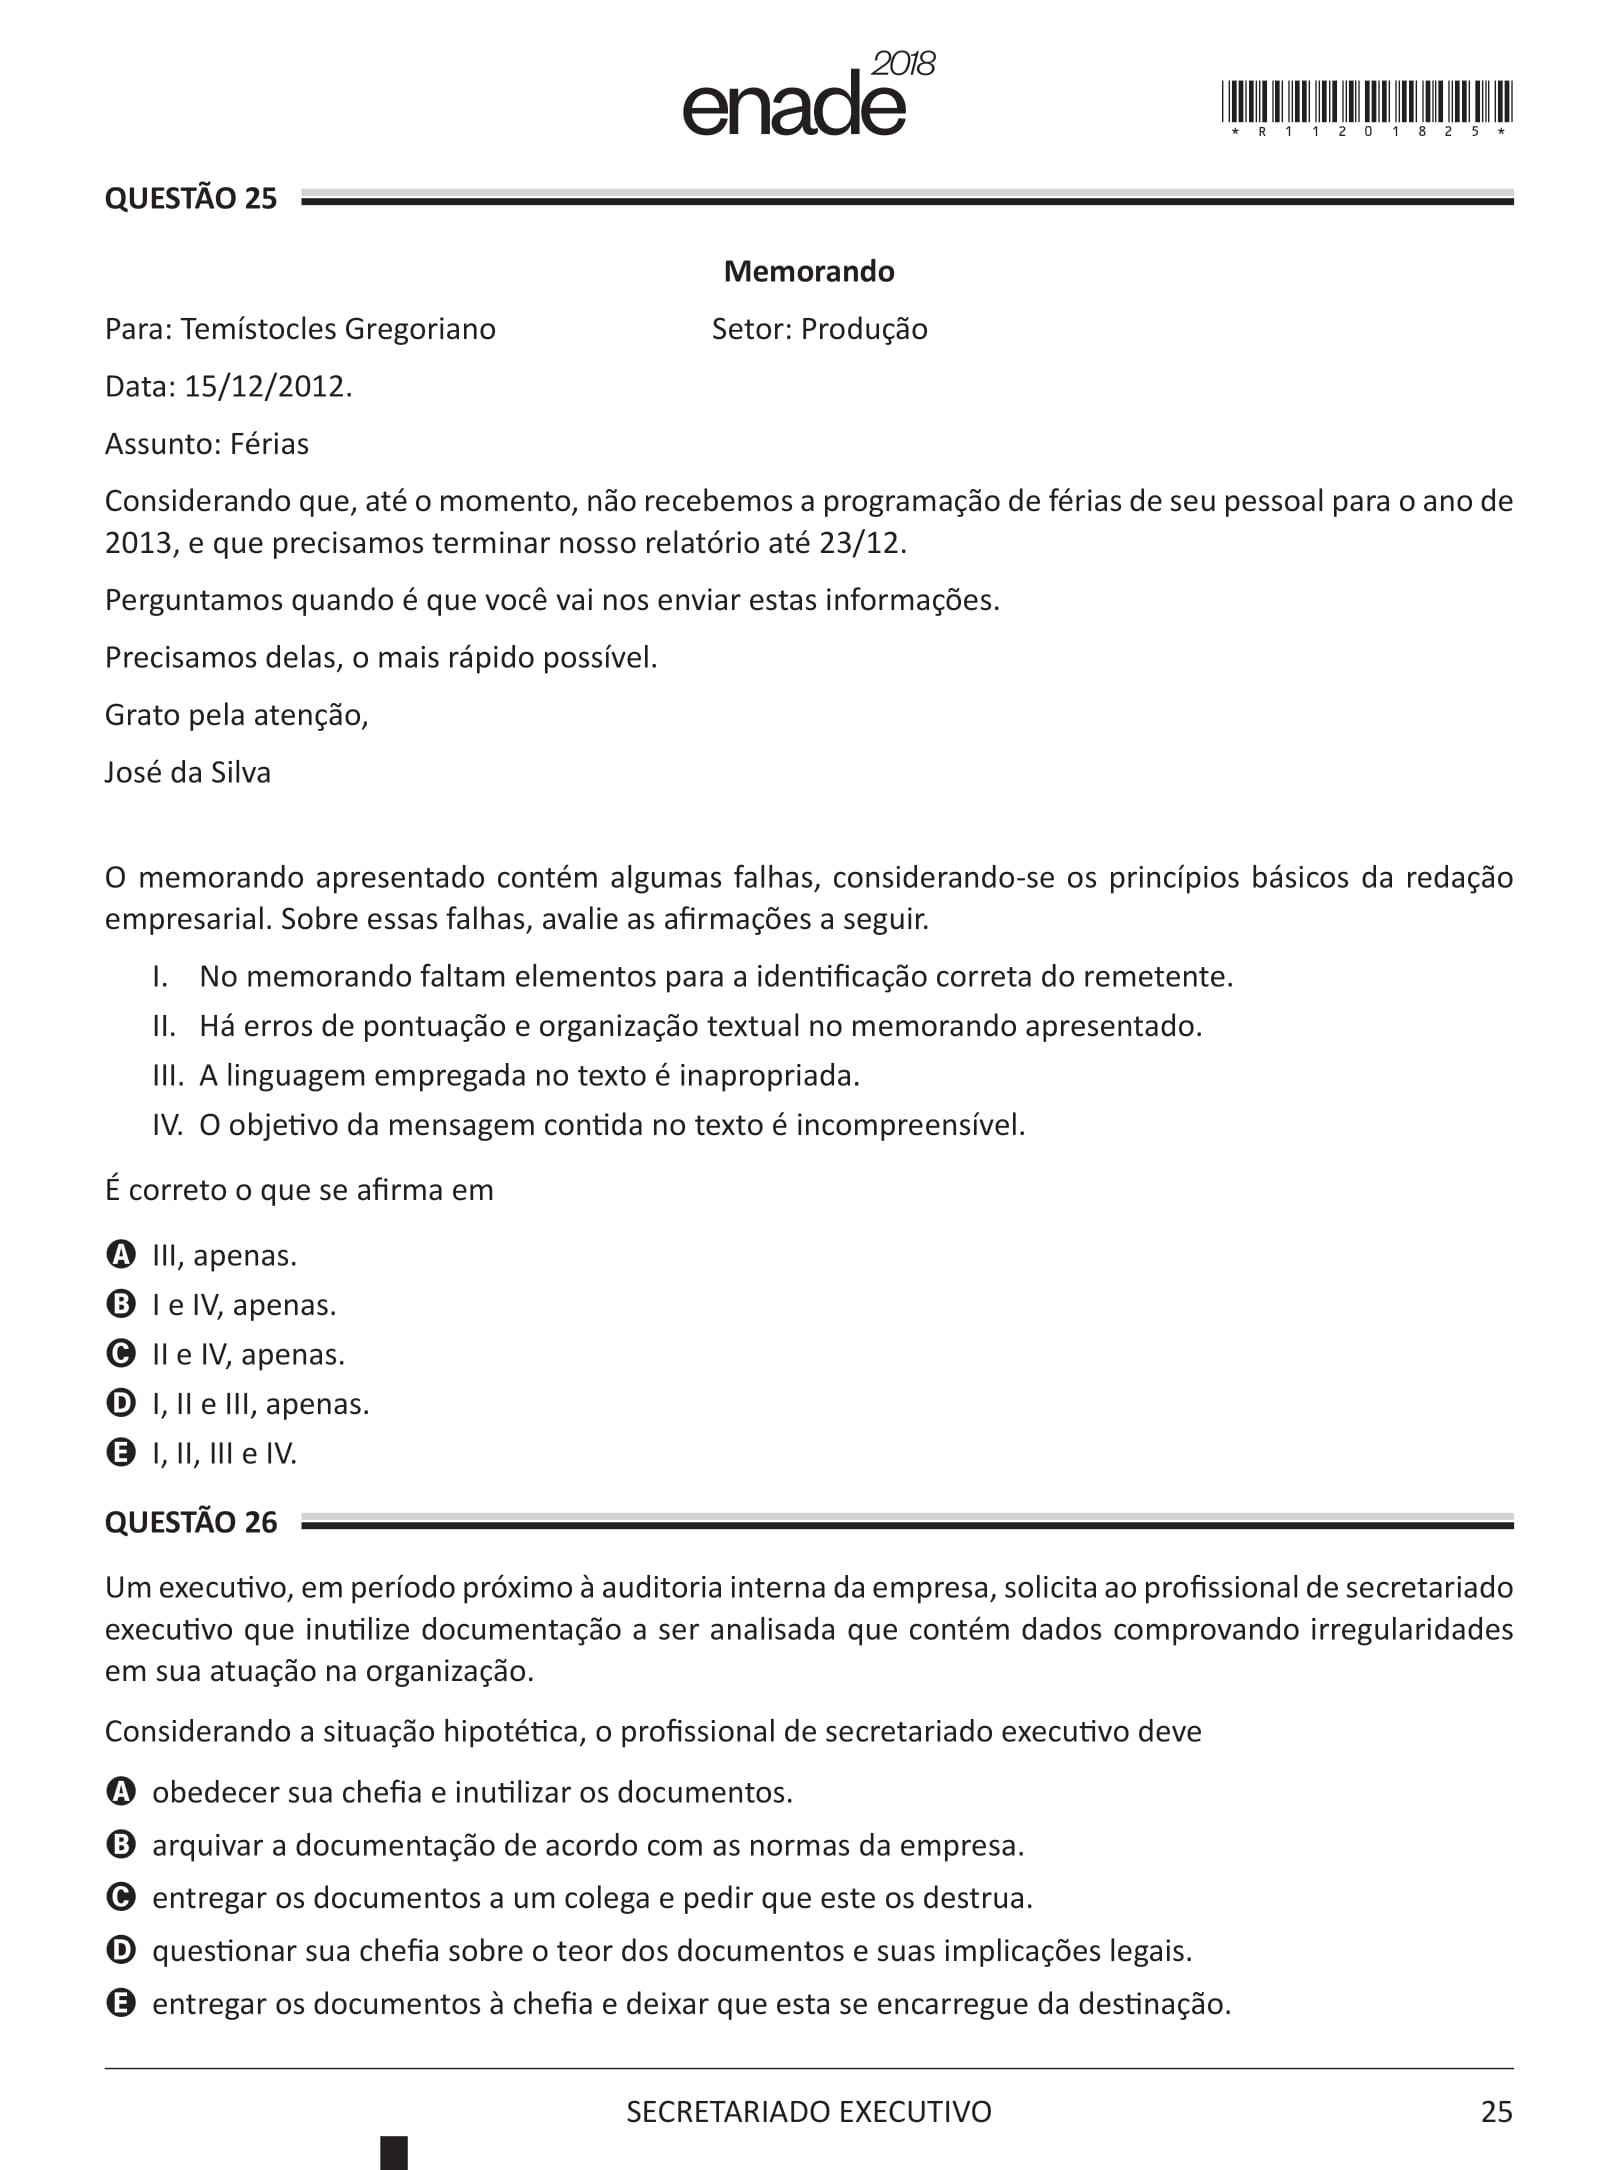 enade 2018
* R 1 1 2 0 1 8 2 5 *
QUESTÃO 25
Memorando
Para: Temístocles Gregoriano Setor: Produção
Data: 15/12/2012.
Assunto: Férias
Considerando que, até o momento, não recebemos a programação de férias de seu pessoal para o ano de
2013, e que precisamos terminar nosso relatório até 23/12.
Perguntamos quando é que você vai nos enviar estas informações.
Precisamos delas, o mais rápido possível.
Grato pela atenção,
José da Silva
O memorando apresentado contém algumas falhas, considerando-se os princípios básicos da redação
empresarial. Sobre essas falhas, avalie as afirmações a seguir.
I. No memorando faltam elementos para a identificação correta do remetente.
II. Há erros de pontuação e organização textual no memorando apresentado.
III. A linguagem empregada no texto é inapropriada.
IV. O objetivo da mensagem contida no texto é incompreensível.
É correto o que se afirma em
A III, apenas.
B I e IV, apenas.
C II e IV, apenas.
D I, II e III, apenas.
E I, II, III e IV.
QUESTÃO 26
Um executivo, em período próximo à auditoria interna da empresa, solicita ao profissional de secretariado
executivo que inutilize documentação a ser analisada que contém dados comprovando irregularidades
em sua atuação na organização.
Considerando a situação hipotética, o profissional de secretariado executivo deve
A obedecer sua chefia e inutilizar os documentos.
B arquivar a documentação de acordo com as normas da empresa.
C entregar os documentos a um colega e pedir que este os destrua.
D questionar sua chefia sobre o teor dos documentos e suas implicações legais.
E entregar os documentos à chefia e deixar que esta se encarregue da destinação.
SECRETARIADO EXECUTIVO 25